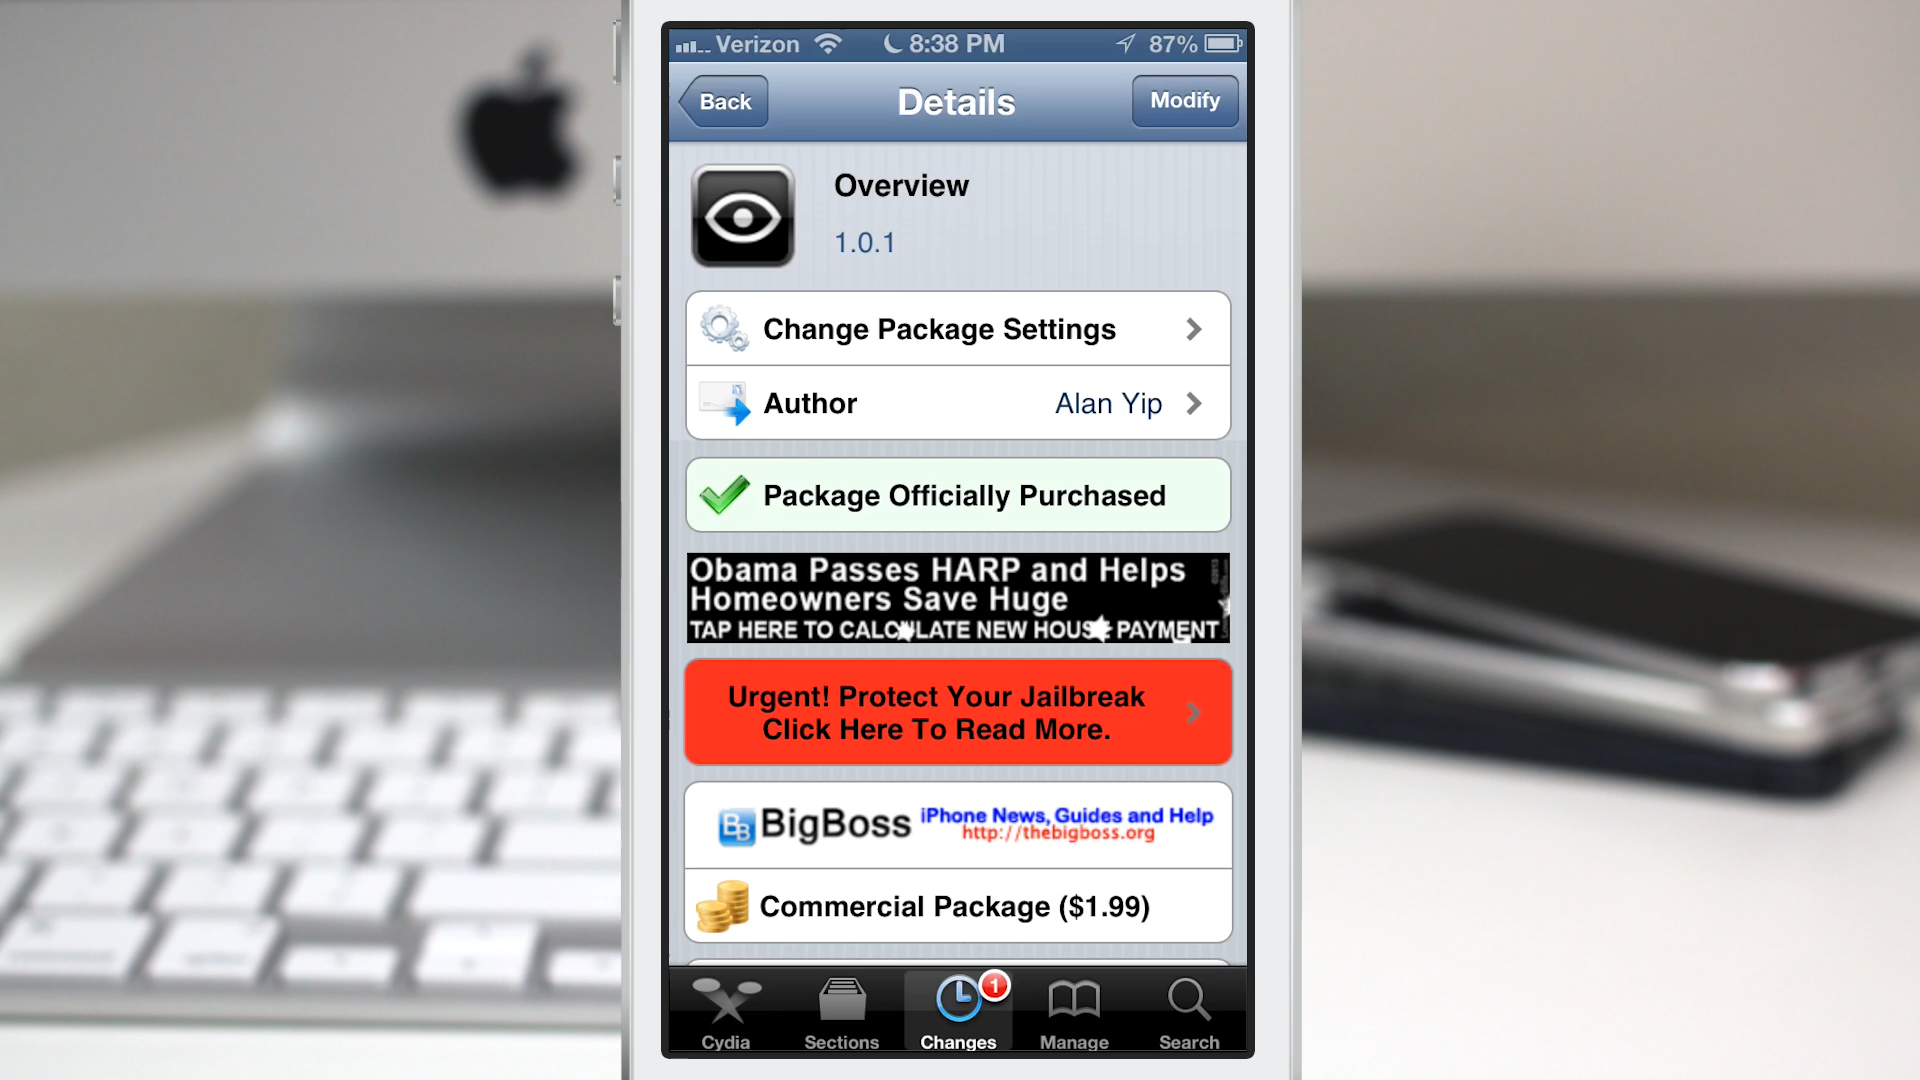 Verizon 8:38 PM 87%
Back Details Modify
Overview
1.0.1
Change Package Settings
Author Alan Yip
Package Officially Purchased
Obama Passes HARP and Helps
Homeowners Save Huge
TAP HERE TO CALCULATE NEW HOUSE PAYMENT
Urgent! Protect Your Jailbreak
Click Here To Read More.
BB BigBoss iPhone News, Guides and Help
http://thebigboss.org
Commercial Package ($1.99)
1
Cydia Sections Changes Manage Search